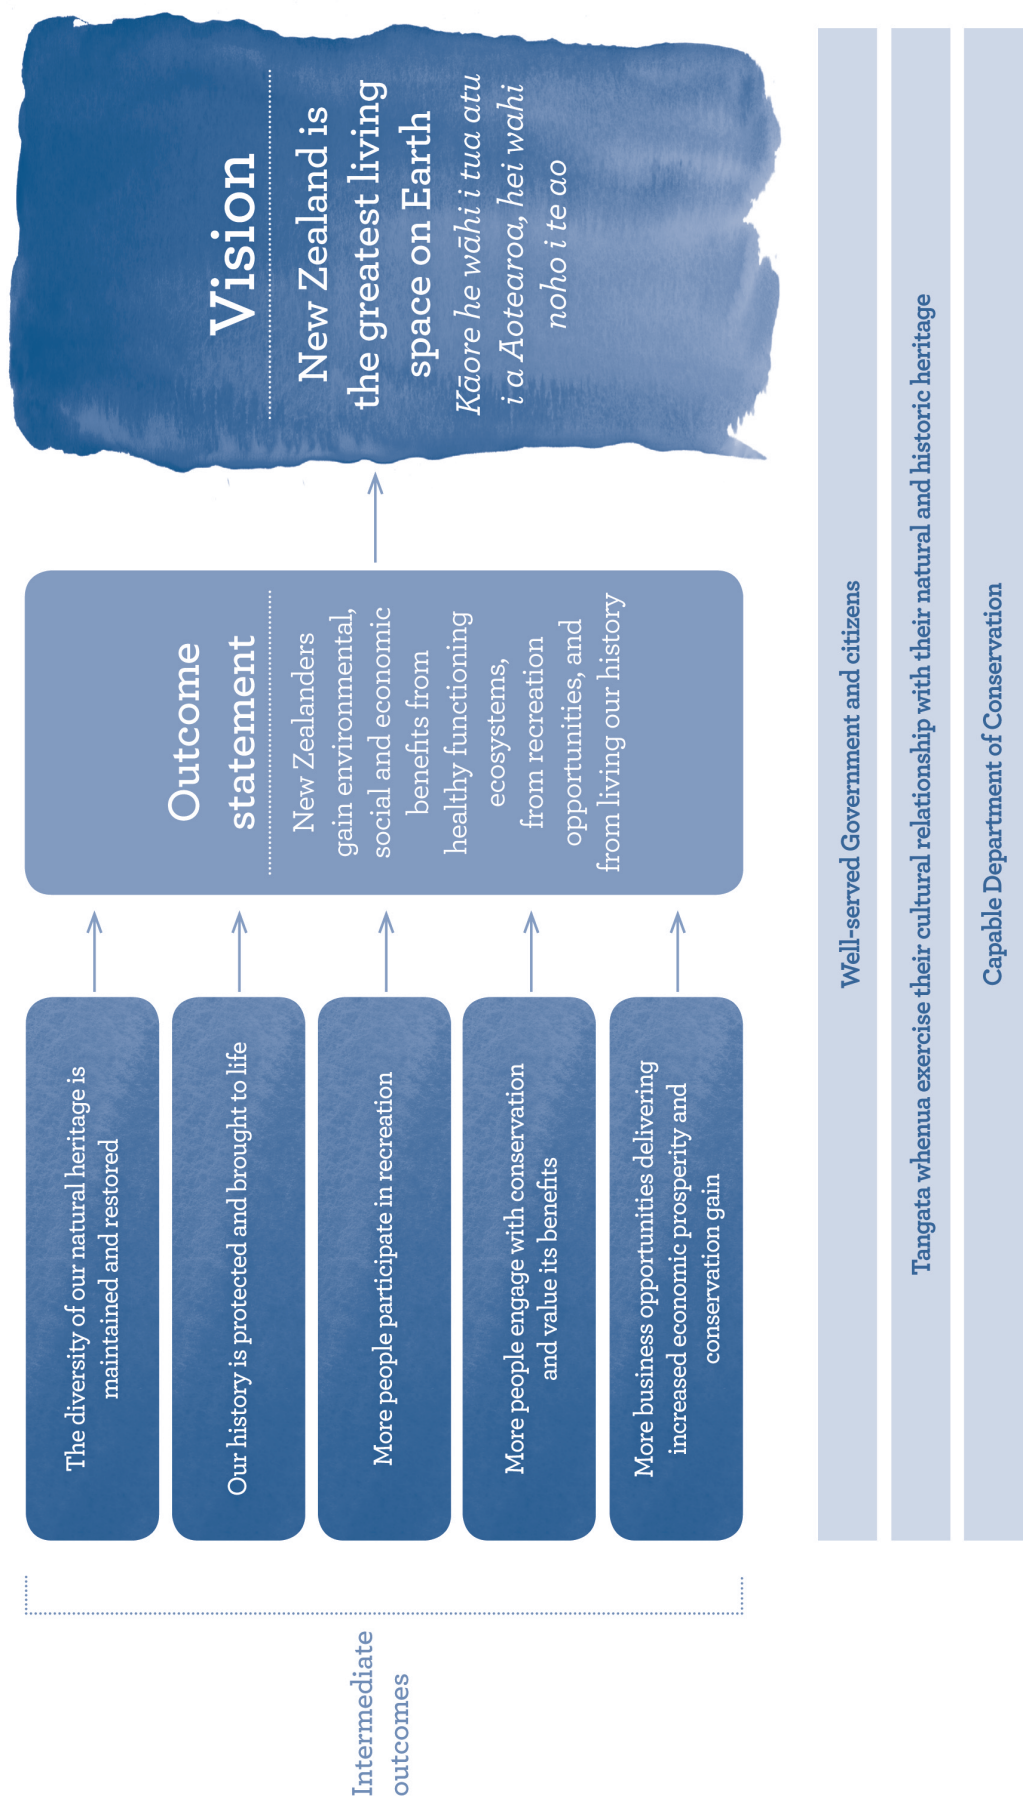 Intermediate
outcomes
The diversity of our natural heritage is
maintained and restored
Our history is protected and brought to life
More people participate in recreation
More people engage with conservation
and value its benefits
More business opportunities delivering
increased economic prosperity and
conservation gain
Outcome
statement
New Zealanders
gain environmental,
social and economic
benefits from
healthy functioning
ecosystems,
from recreation
opportunities, and
from living our history
Vision
New Zealand is
the greatest living
space on Earth
Kāore he wāhi i tua atu
i a Aotearoa, hei wahi
noho i te ao
Well-served Government and citizens
Tangata whenua exercise their cultural relationship with their natural and historic heritage
Capable Department of Conservation